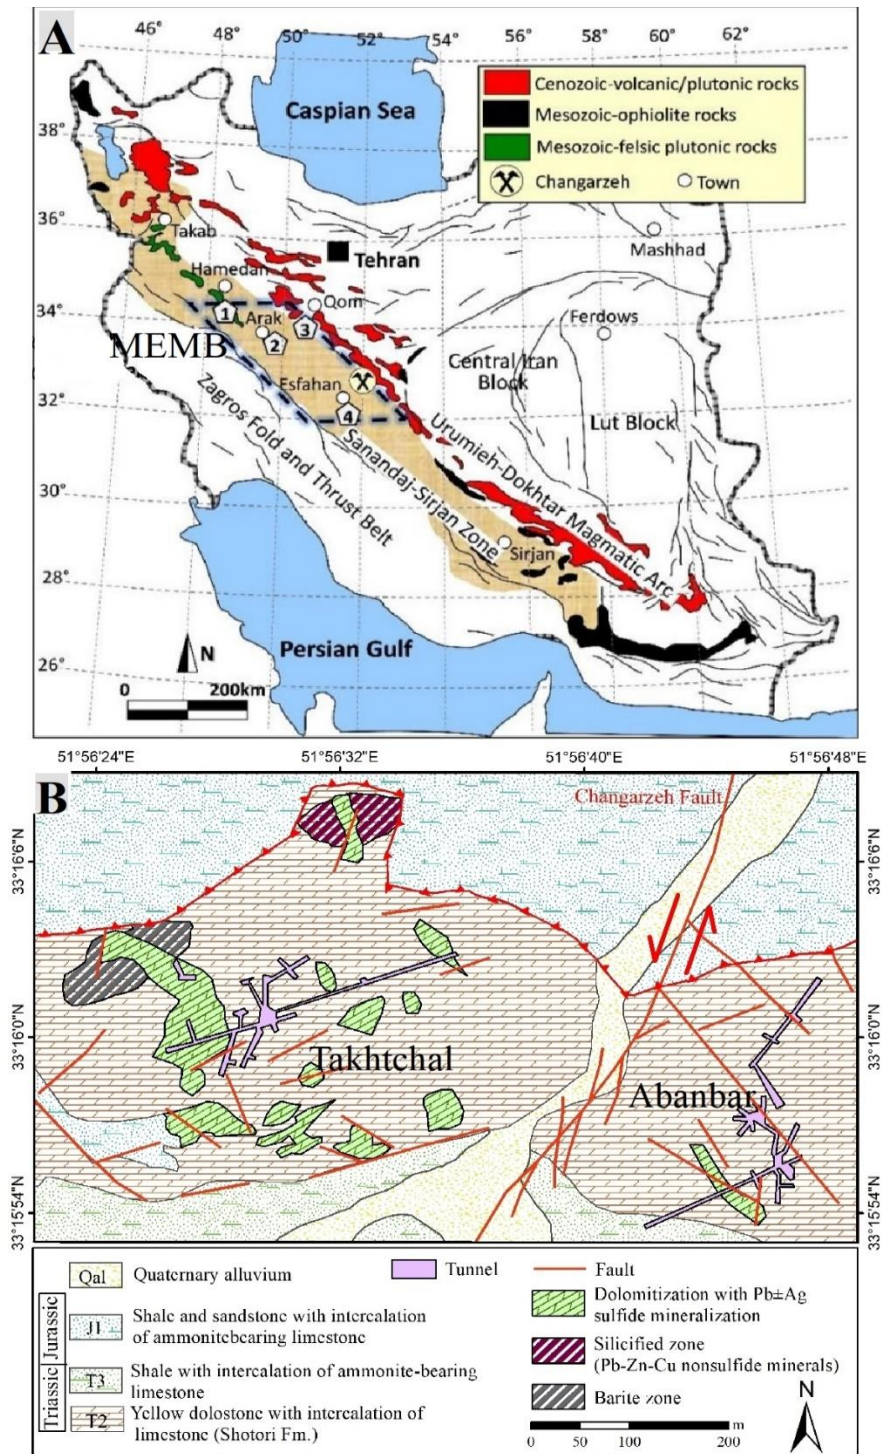 A
46° 48° 50° 52° 54° 56° 58° 60° 62°
Caspian Sea
Cenozoic-volcanic/plutonic rocks
Mesozoic-ophiolite rocks
Mesozoic-felsic plutonic rocks
Changarzeh
Town
38°
36°
34°
32°
30°
28°
26°
Takab
Tehran
Mashhad
Hamedan
Qom
1
Arak
3
Ferdows
MEMB
2
Central Iran
Block
Esfahan
4
Lut Block
Zagros Fold and Thrust Belt
Sanandaj-Sirjan Zone
Urumieh-Dokhtar Magmatic Arc
Sirjan
N
Persian Gulf
0 200km
51°56'24"E 51°56'32"E 51°56'40"E 51°56'48"E
B
Changarzeh Fault
33°16'6"N
33°16'6"N
33°16'0"N
33°16'0"N
Takhtchal
Abanbar
33°15'54"N
33°15'54"N
Qal Quaternary alluvium
Tunnel
Fault
Jurassic
J1 Shale and sandstone with intercalation
of ammonitebearing limestone
Triassic
T3 Shale with intercalation of ammonite-bearing
limestone
T2 Yellow dolostone with intercalation of
limestone (Shotori Fm.)
Dolomitization with Pb±Ag
sulfide mineralization
Silicified zone
(Pb-Zn-Cu nonsulfide minerals)
Barite zone
N
m
0 50 100 200